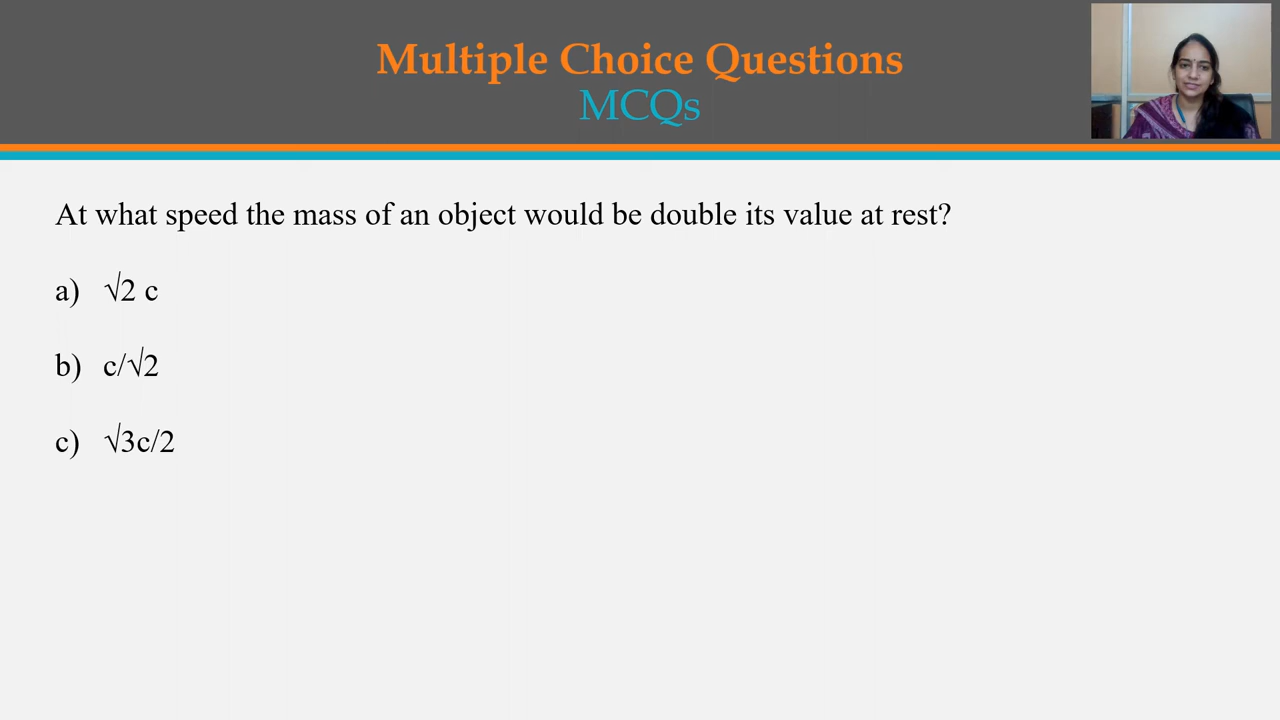 Multiple Choice Questions
MCQs
At what speed the mass of an object would be double its value at rest?
a) √2 c
b) c/√2
c) √3c/2